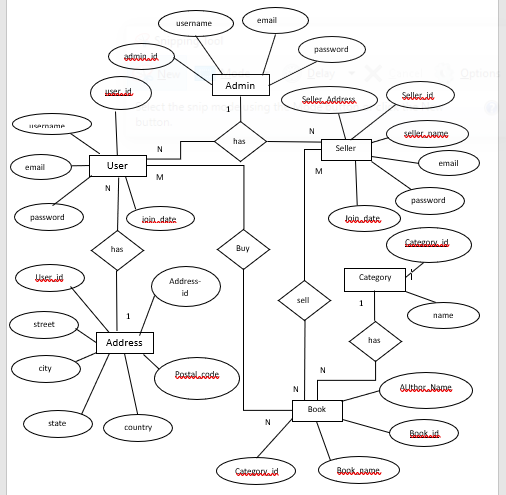 username
email
admin_id
password
Admin
user_id
Seller_Address
Seller_id
1
username
N
seller_name
has
Seller
email
User
N
email
M
M
N
password
password
join_date
Join_date
Category_id
has
Buy
User_id
Address-
id
Category
1
sell
1
name
street
1
Address
has
city
Postal_code
N
AUthor_Name
N
state
country
Book
N
Book_id
Category_id
Book_name